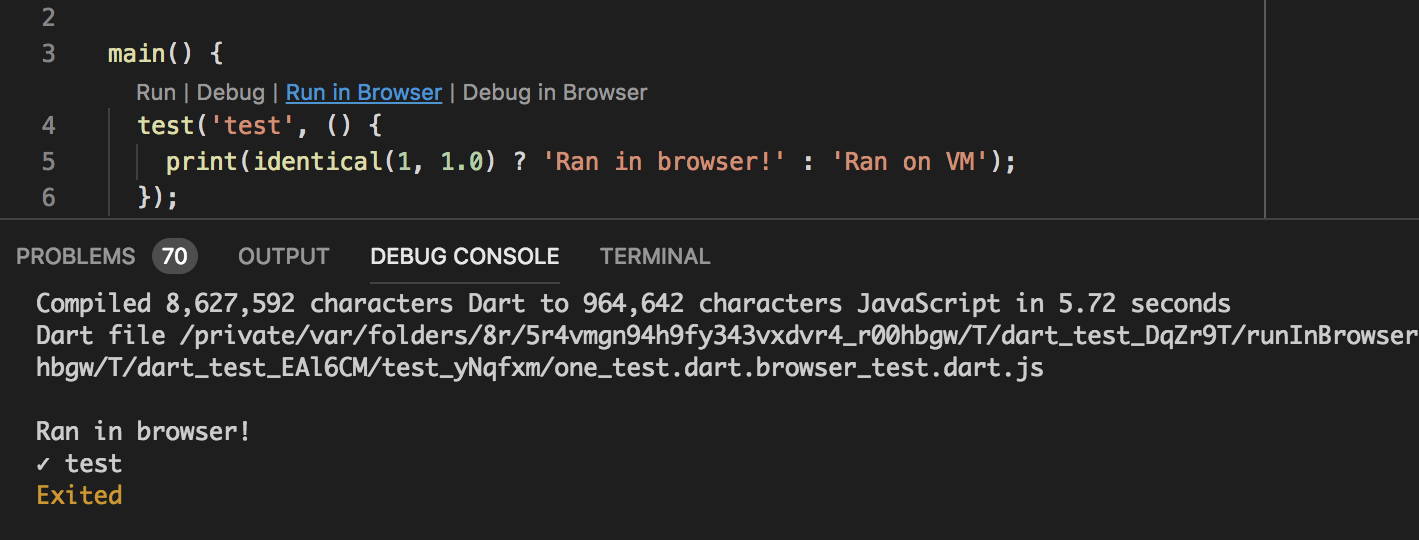 2
3 main() {
Run | Debug | Run in Browser | Debug in Browser
4 test('test', () {
5 print(identical(1, 1.0) ? 'Ran in browser!' : 'Ran on VM');
6 });
PROBLEMS 70 OUTPUT DEBUG CONSOLE TERMINAL
Compiled 8,627,592 characters Dart to 964,642 characters JavaScript in 5.72 seconds
Dart file /private/var/folders/8r/5r4vmgn94h9fy343vxdvr4_r00hbgw/T/dart_test_DqZr9T/runInBrowser
hbgw/T/dart_test_EAl6CM/test_yNqfxm/one_test.dart.browser_test.dart.js
Ran in browser!
✓ test
Exited